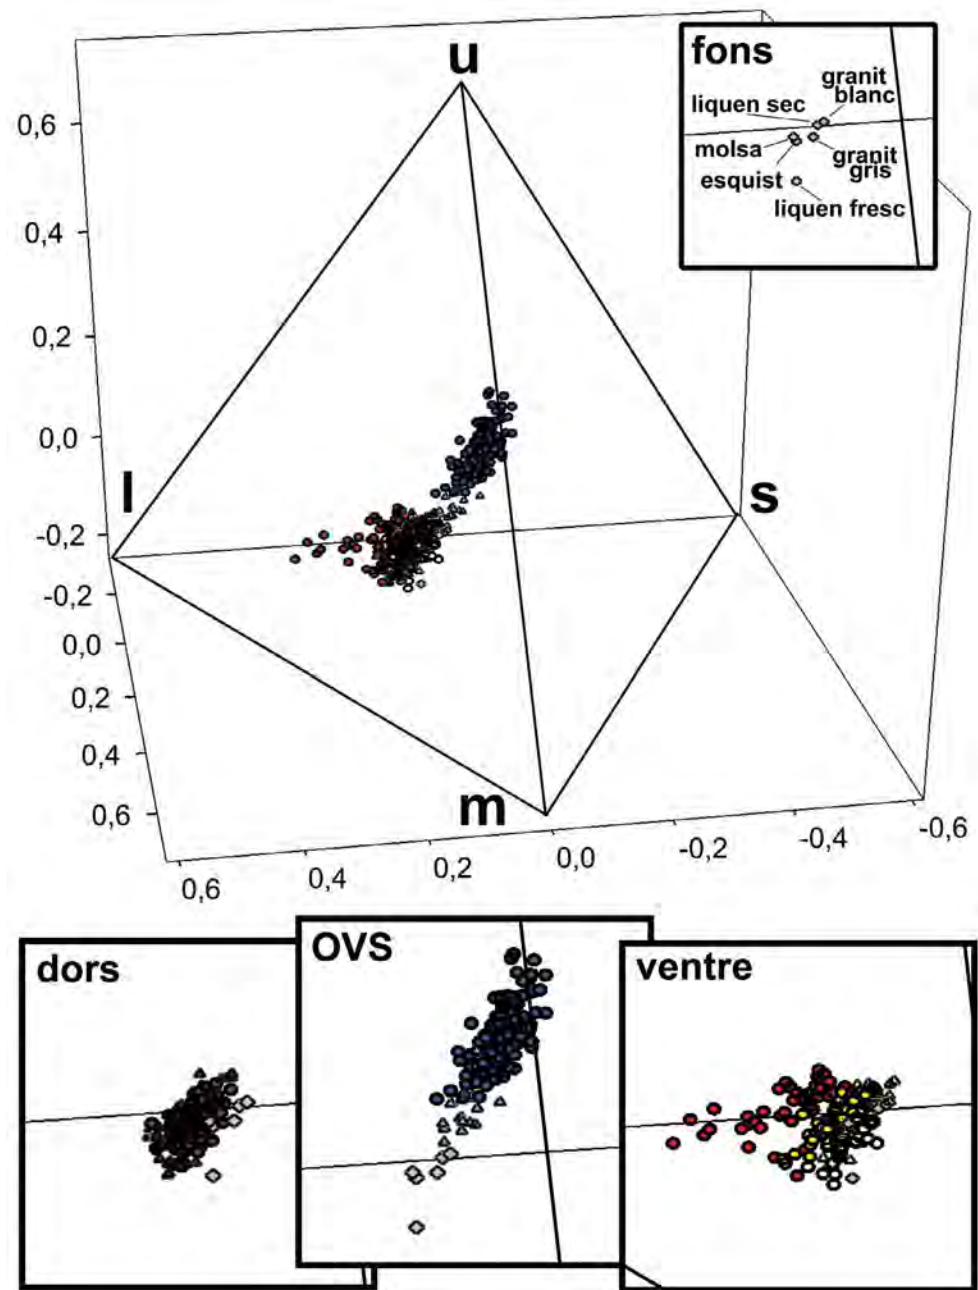 u
fons
granit
blanc
liquen sec
molsa
granit
gris
esquist
liquen fresc
0,6
0,4
0,2
0,0
l
s
-0,2
-0,2
0,0
0,2
0,4
0,6
m
0,6
0,4
0,2
0,0
-0,2
-0,4
-0,6
dors
OVS
ventre